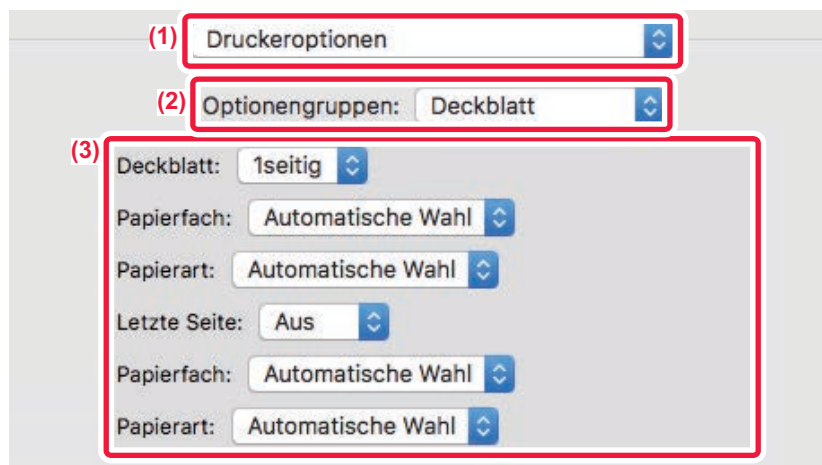 (1) Druckeroptionen
(2) Optionengruppen: Deckblatt
(3)
Deckblatt: 1seitig
Papierfach: Automatische Wahl
Papierart: Automatische Wahl
Letzte Seite: Aus
Papierfach: Automatische Wahl
Papierart: Automatische Wahl